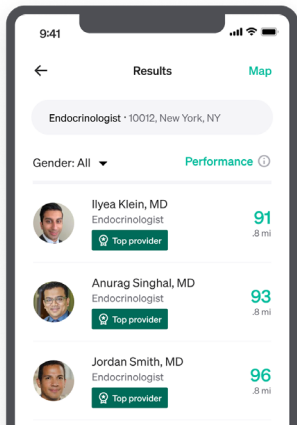 9:41
Results
Map
Endocrinologist · 10012, New York, NY
Gender: All
Performance
Ilyea Klein, MD
Endocrinologist
91
.8 mi
Top provider
Anurag Singhal, MD
Endocrinologist
93
.8 mi
Top provider
Jordan Smith, MD
Endocrinologist
96
.8 mi
Top provider